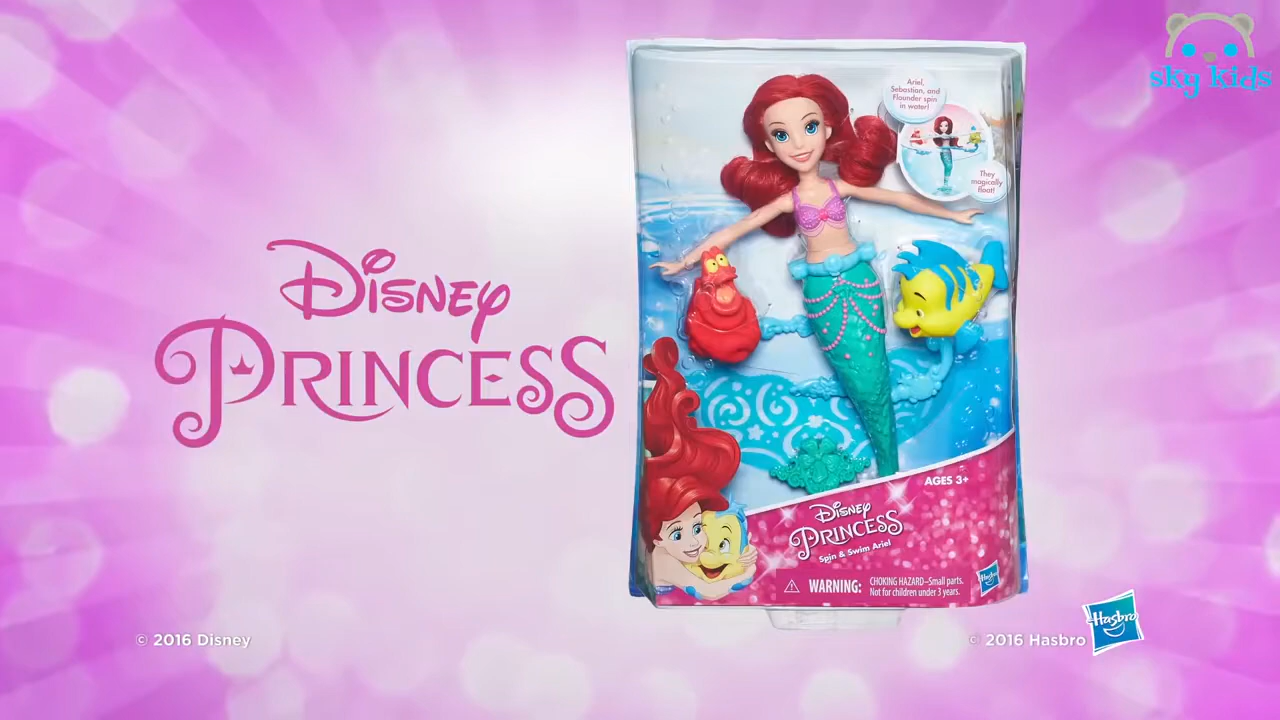 sky kids
Ariel,
Sebastian, and
Flounder spin
in water!
They
magically
float!
DISNEY
PRINCESS
AGES 3+
DISNEY
PRINCESS
Spin & Swim Ariel
WARNING: CHOKING HAZARD–Small parts.
Not for children under 3 years.
Hasbro
© 2016 Disney
© 2016 Hasbro
Hasbro